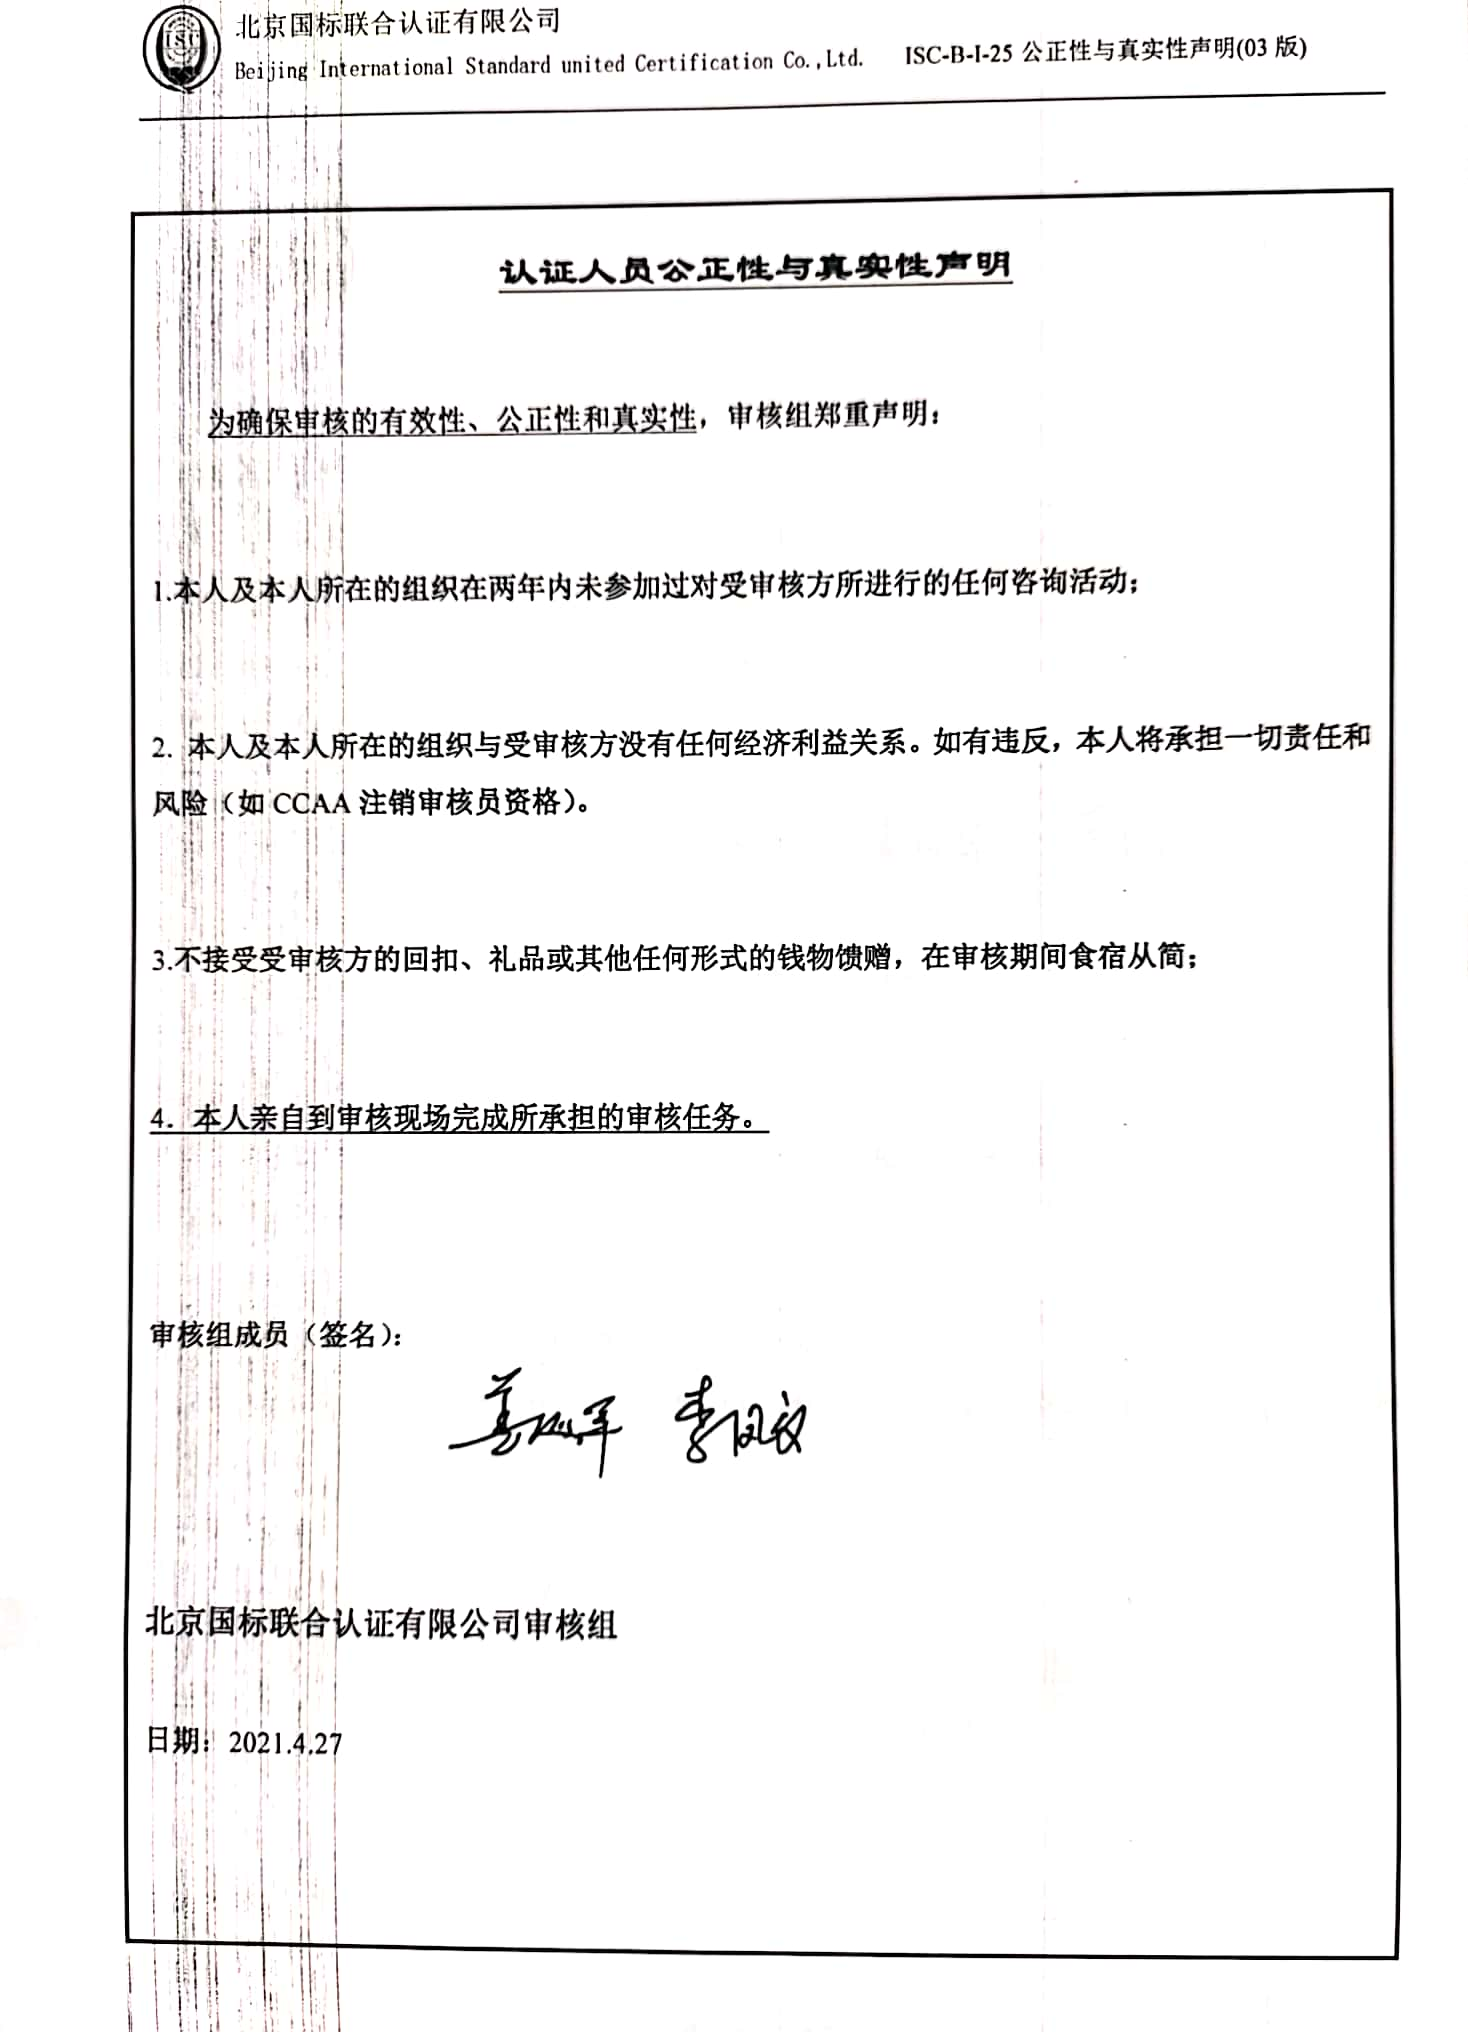 ISC
北京国标联合认证有限公司
Beijing International Standard united Certification Co.,Ltd. ISC-B-I-25 公正性与真实性声明(03 版)
认证人员公正性与真实性声明
为确保审核的有效性、公正性和真实性，审核组郑重声明：
1.本人及本人所在的组织在两年内未参加过对受审核方所进行的任何咨询活动；
2. 本人及本人所在的组织与受审核方没有任何经济利益关系。如有违反，本人将承担一切责任和
风险（如 CCAA 注销审核员资格）。
3.不接受受审核方的回扣、礼品或其他任何形式的钱物馈赠，在审核期间食宿从简；
4. 本人亲自到审核现场完成所承担的审核任务。
审核组成员（签名）：
北京国标联合认证有限公司审核组
日期：2021.4.27